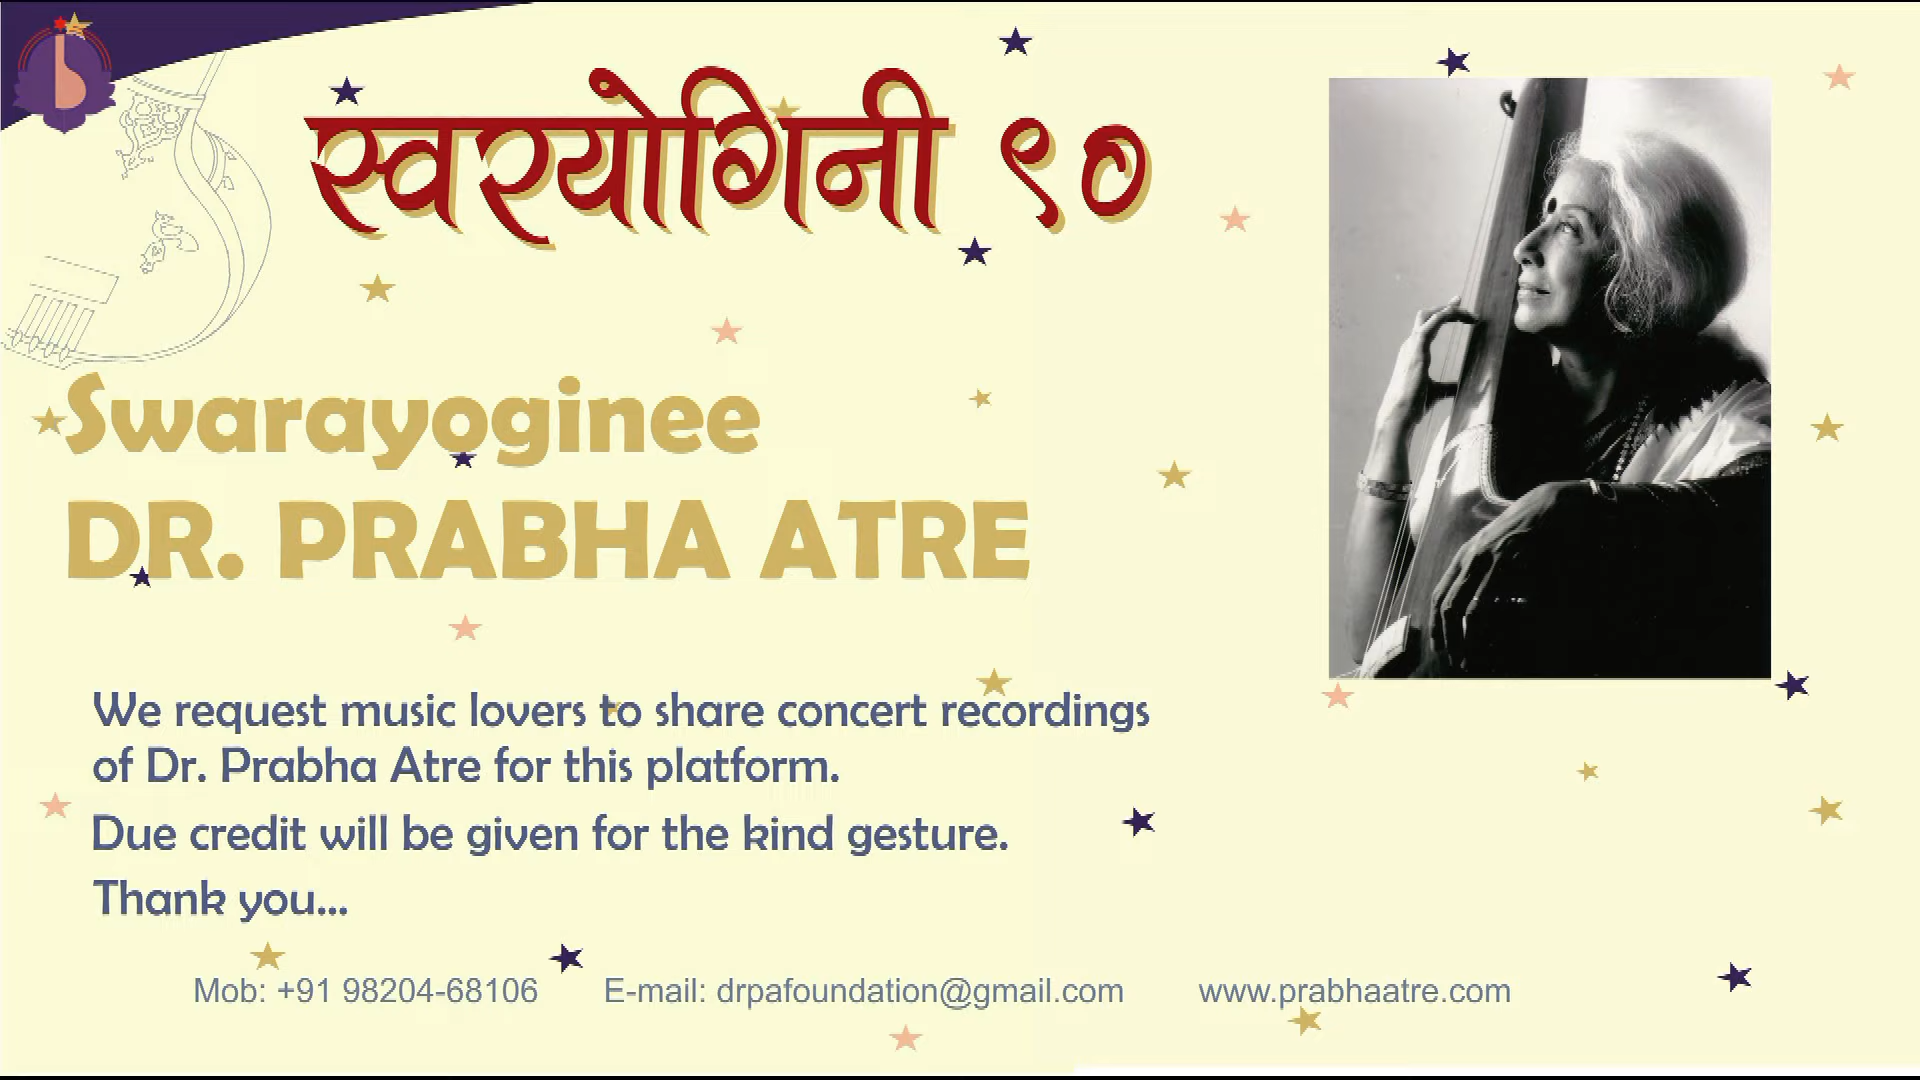 स्वरयोगिनी ९०
Swarayoginee
DR. PRABHA ATRE
We request music lovers to share concert recordings
of Dr. Prabha Atre for this platform.
Due credit will be given for the kind gesture.
Thank you...
Mob: +91 98204-68106 E-mail: drpafoundation@gmail.com www.prabhaatre.com